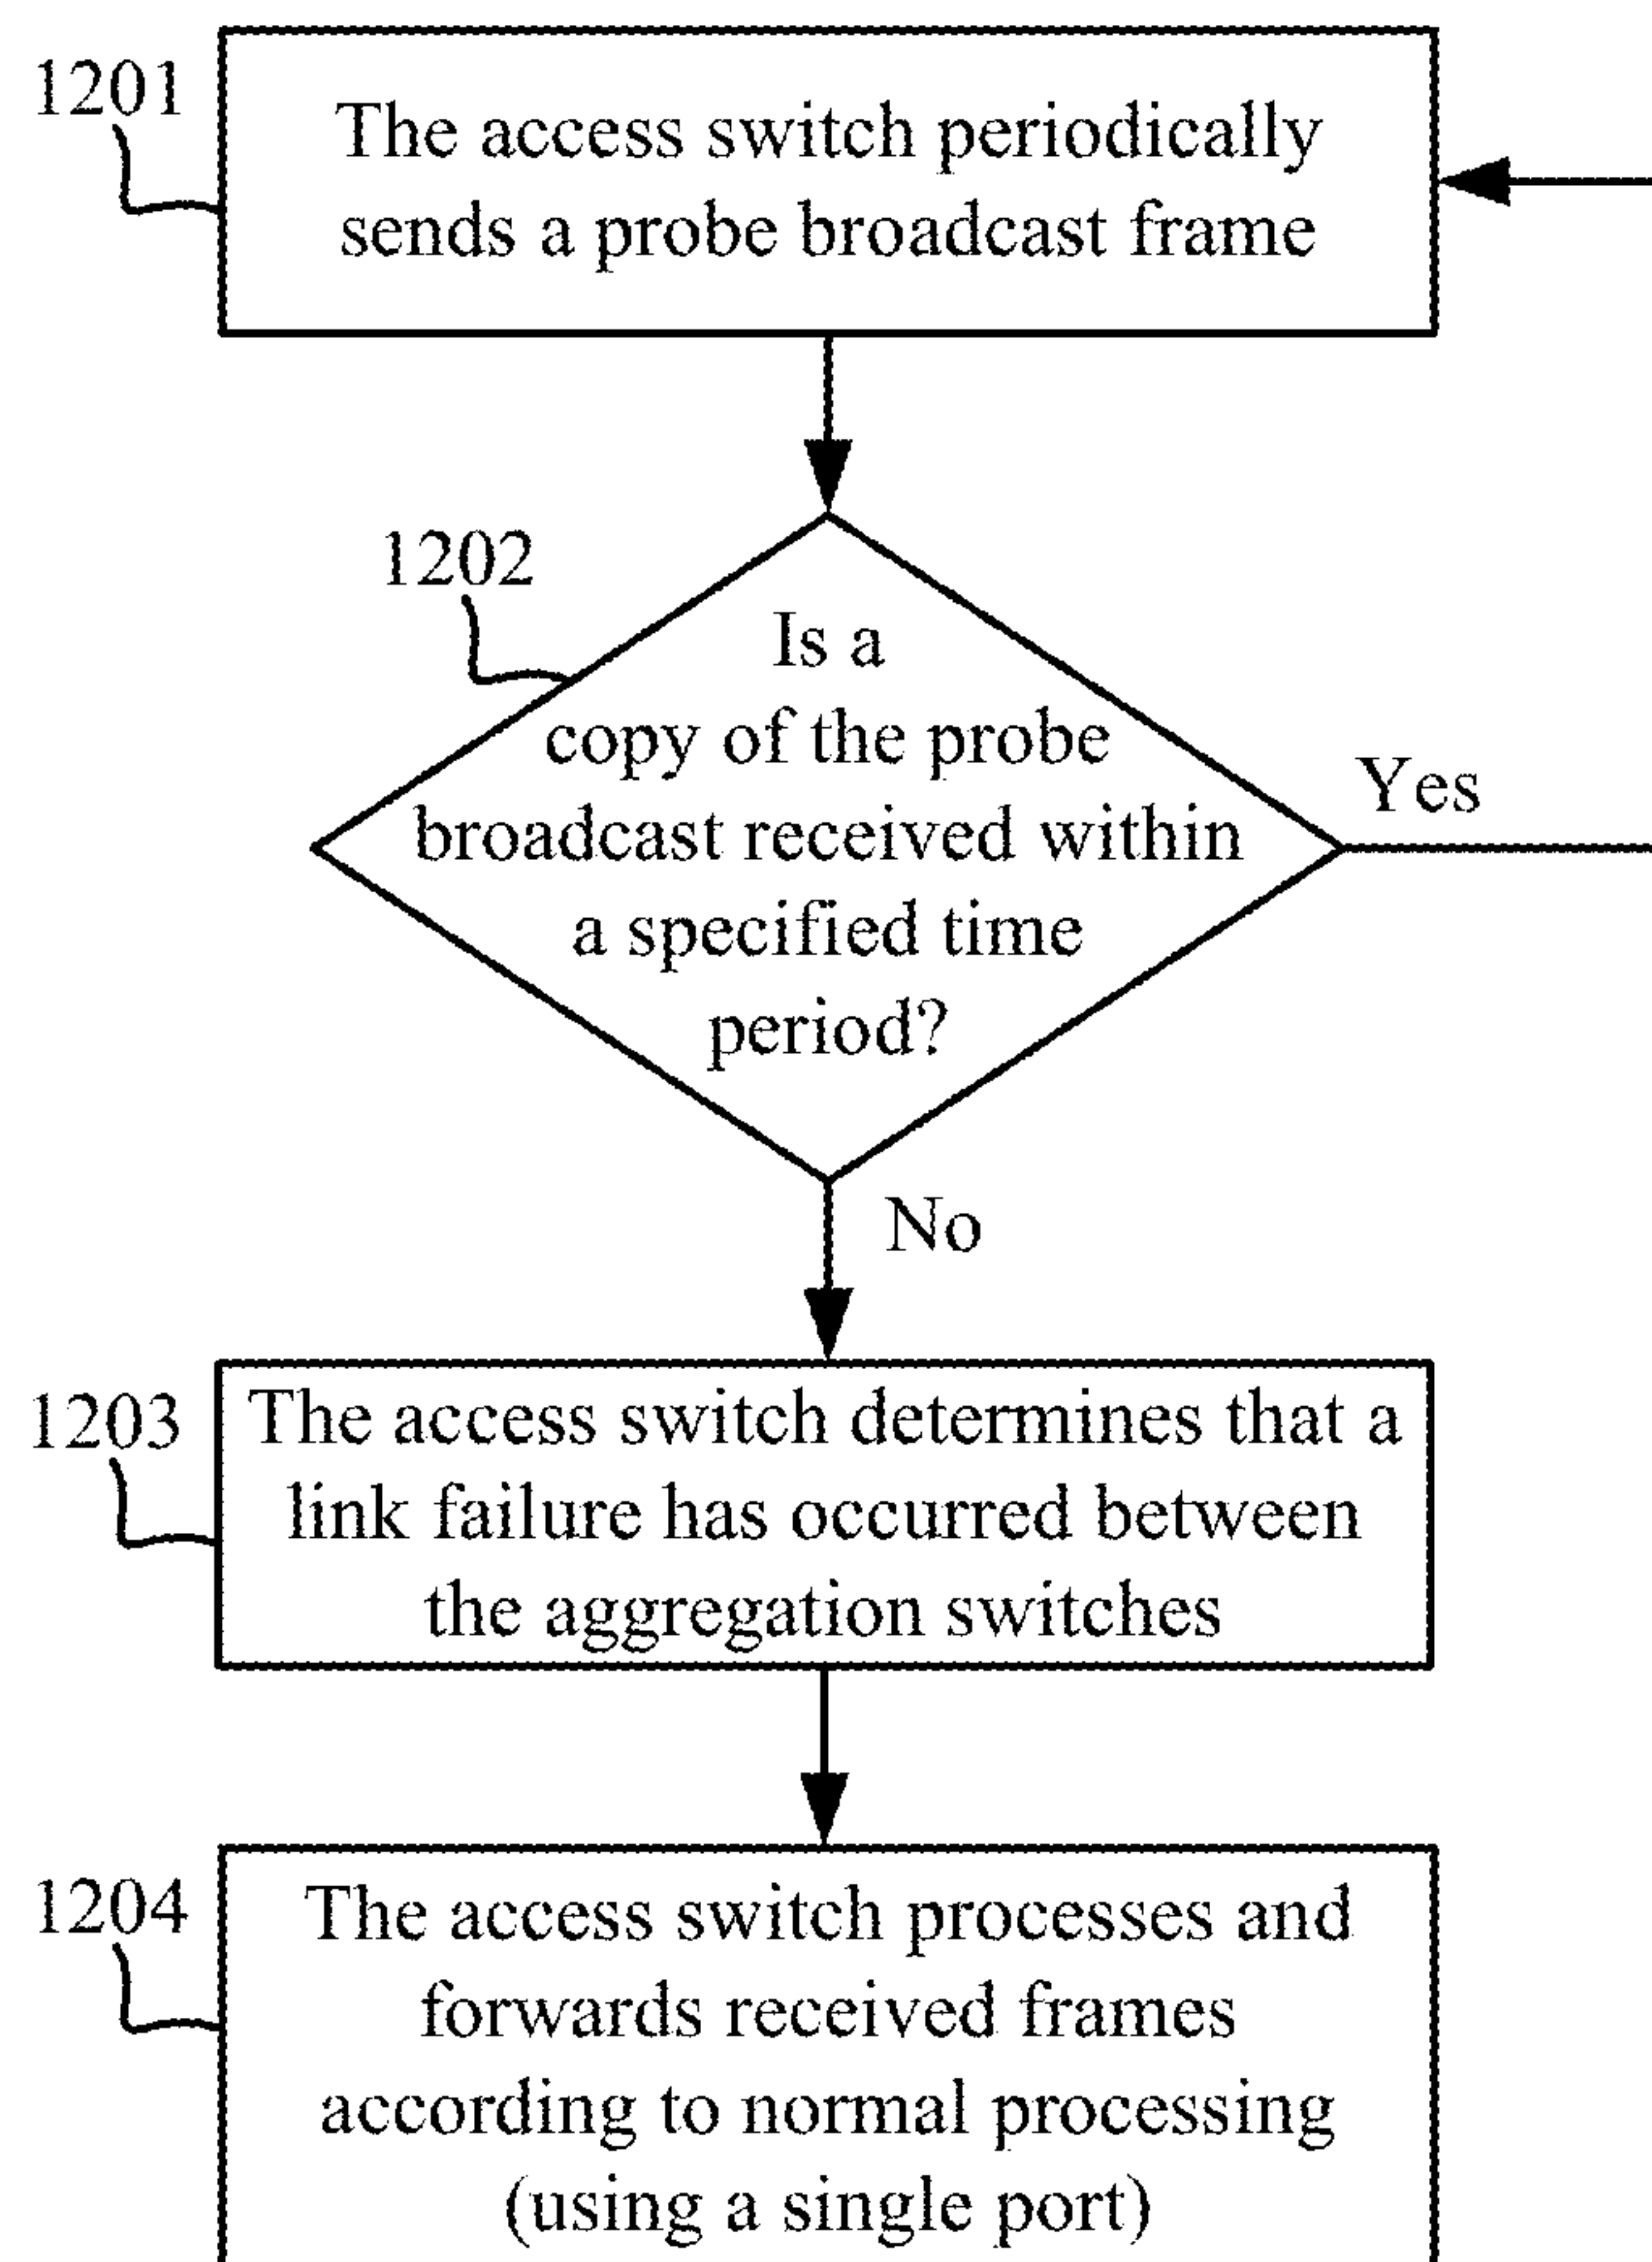 1201
The access switch periodically
sends a probe broadcast frame
1202
Is a
copy of the probe
broadcast received within
a specified time
period?
Yes
No
1203
The access switch determines that a
link failure has occurred between
the aggregation switches
1204
The access switch processes and
forwards received frames
according to normal processing
(using a single port)